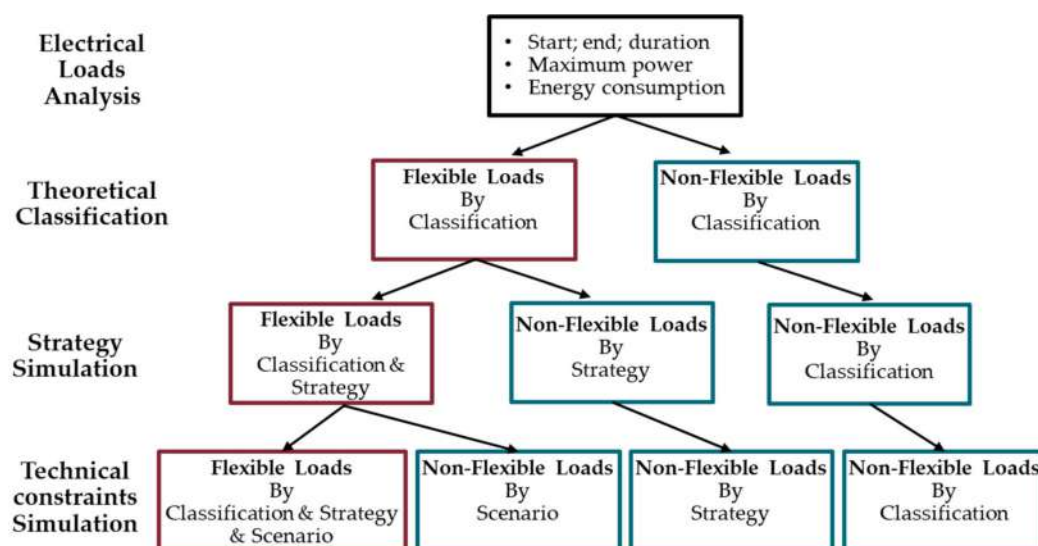 Electrical
Loads
Analysis
• Start; end; duration
• Maximum power
• Energy consumption
Theoretical
Classification
Flexible Loads
By
Classification
Non-Flexible Loads
By
Classification
Strategy
Simulation
Flexible Loads
By
Classification &
Strategy
Non-Flexible Loads
By
Strategy
Non-Flexible Loads
By
Classification
Technical
constraints
Simulation
Flexible Loads
By
Classification & Strategy
& Scenario
Non-Flexible Loads
By
Scenario
Non-Flexible Loads
By
Strategy
Non-Flexible Loads
By
Classification